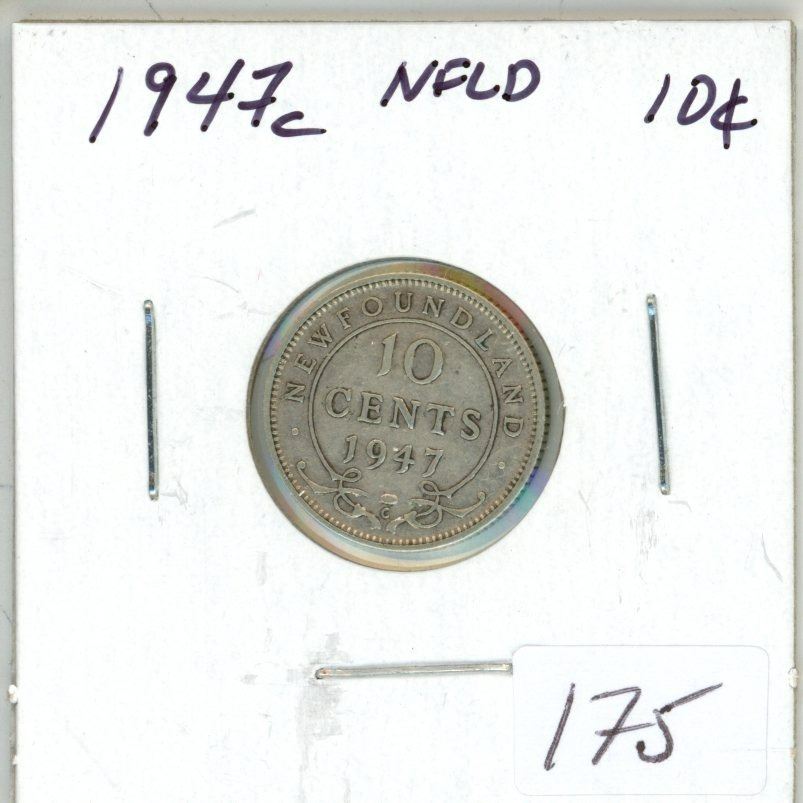 1947c NFLD 10¢
NEWFOUNDLAND
10
CENTS
1947
C
175